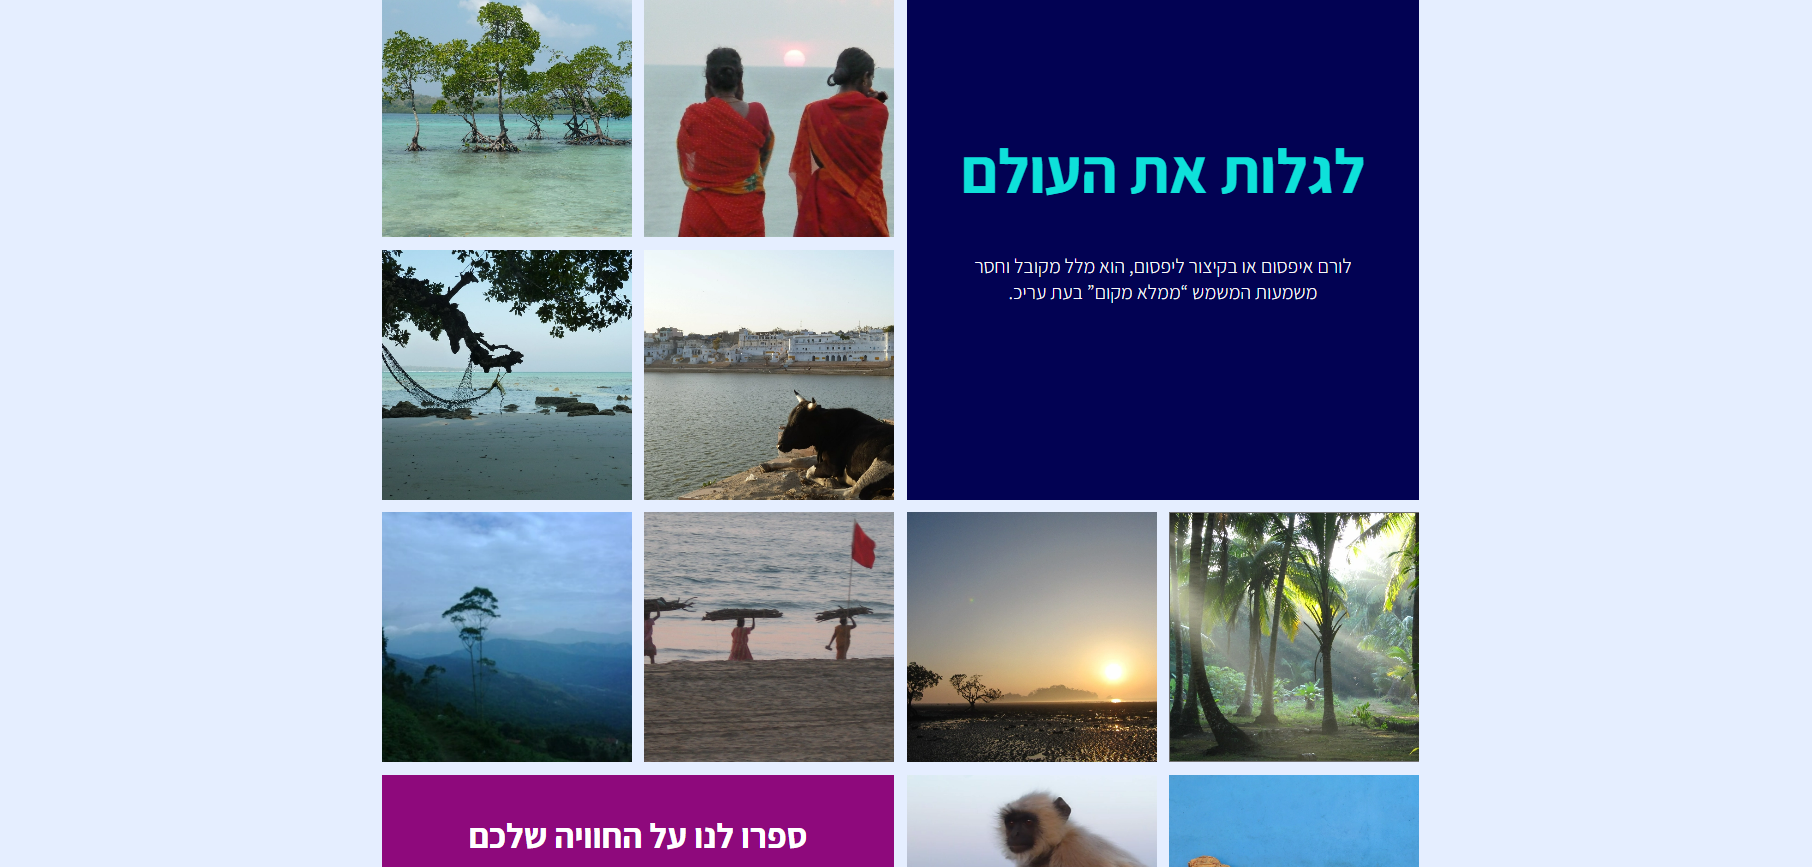 לגלות את העולם
לורם איפסום או בקיצור ליפסום, הוא מלל מקובל וחסר
משמעות המשמש “ממלא מקום” בעת עריכ.
ספרו לנו על החוויה שלכם